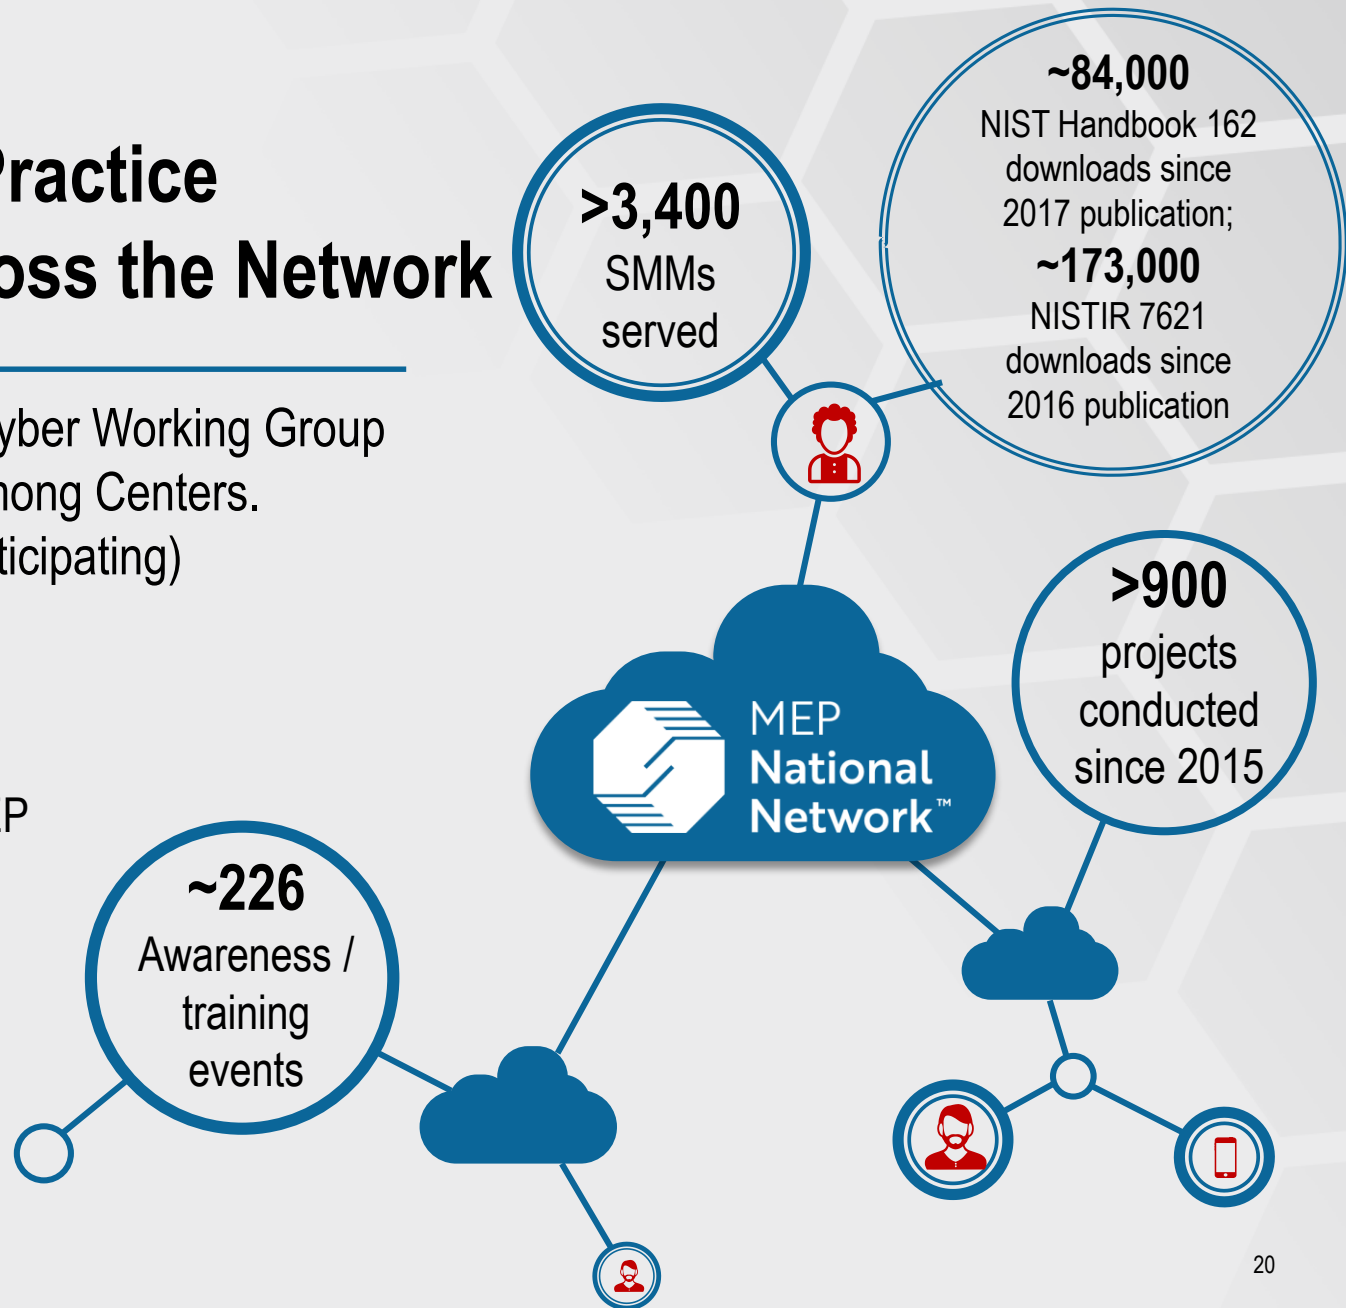 Practice
oss the Network
yber Working Group
nong Centers.
ticipating)
EP
>3,400
SMMs
served
~84,000
NIST Handbook 162
downloads since
2017 publication;
~173,000
NISTIR 7621
downloads since
2016 publication
>900
projects
conducted
since 2015
MEP
National
Network™
~226
Awareness /
training
events
20